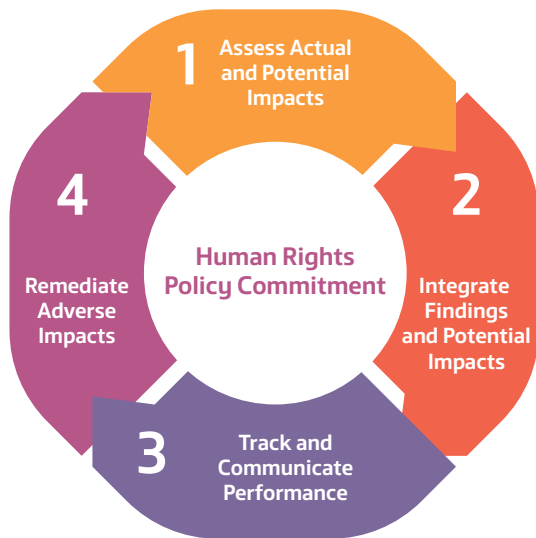 1
Assess Actual
and Potential
Impacts
2
Integrate
Findings
and Potential
Impacts
3
Track and
Communicate
Performance
4
Remediate
Adverse
Impacts
Human Rights
Policy Commitment